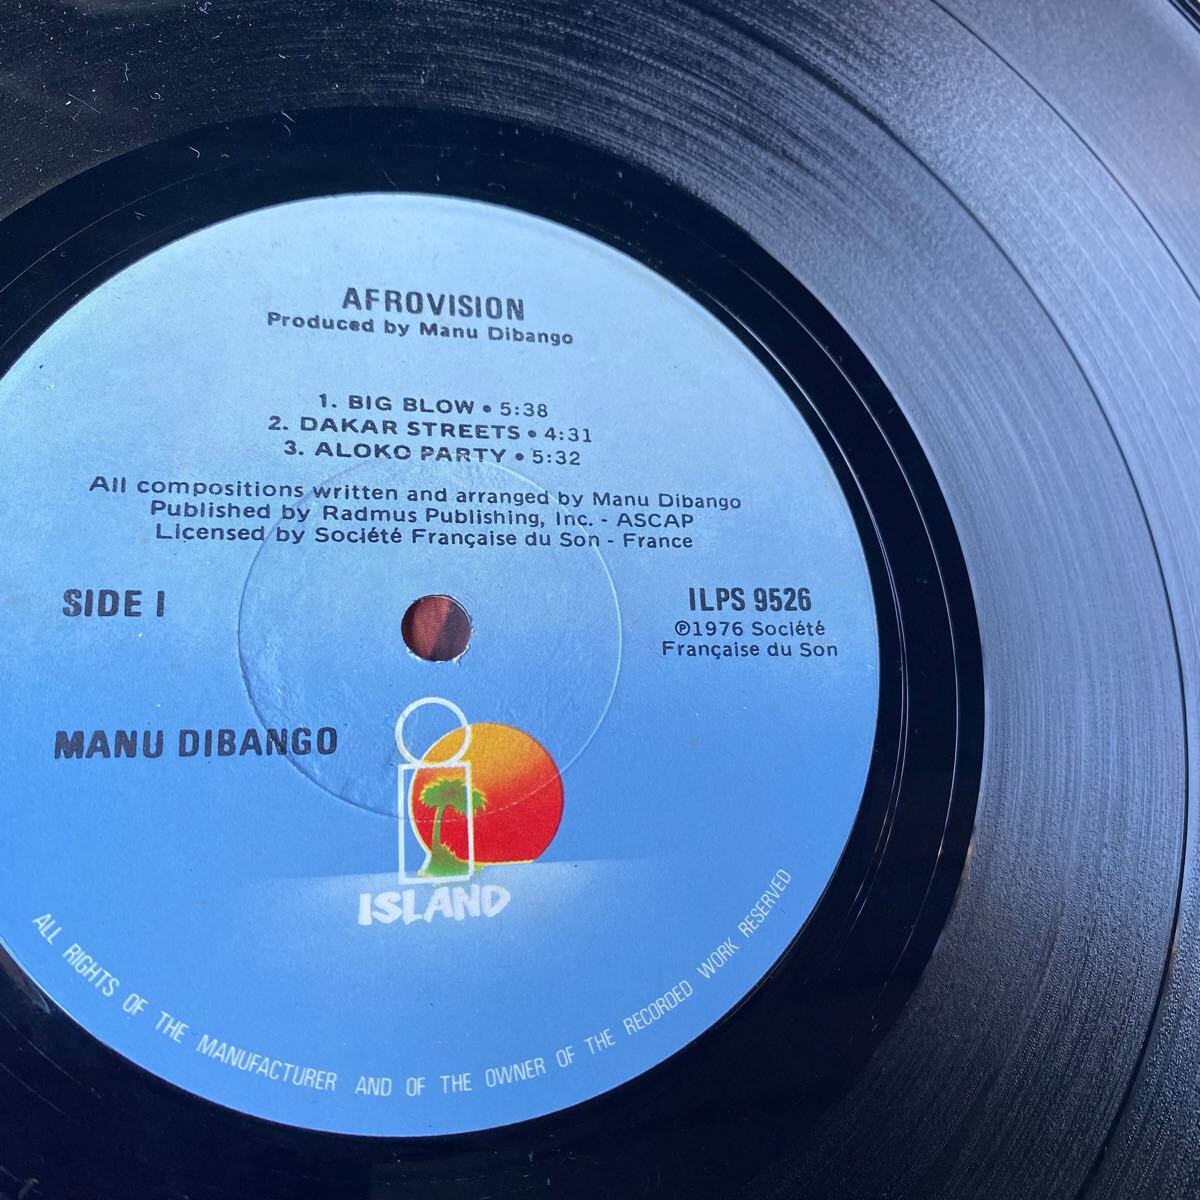 AFROVISION
Produced by Manu Dibango
1. BIG BLOW • 5:38
2. DAKAR STREETS • 4:31
3. ALOKO PARTY • 5:32
All compositions written and arranged by Manu Dibango
Published by Radmus Publishing, Inc. - ASCAP
Licensed by Société Française du Son - France
SIDE I
ILPS 9526
℗1976 Société
Française du Son
MANU DIBANGO
i
ISLAND
ALL RIGHTS OF THE MANUFACTURER AND OF THE OWNER OF THE RECORDED WORK RESERVED